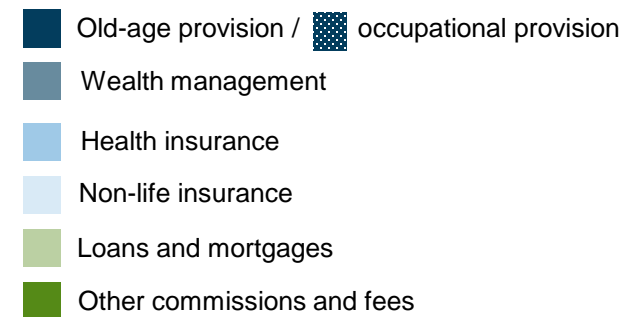 Old-age provision / occupational provision
Wealth management
Health insurance
Non-life insurance
Loans and mortgages
Other commissions and fees